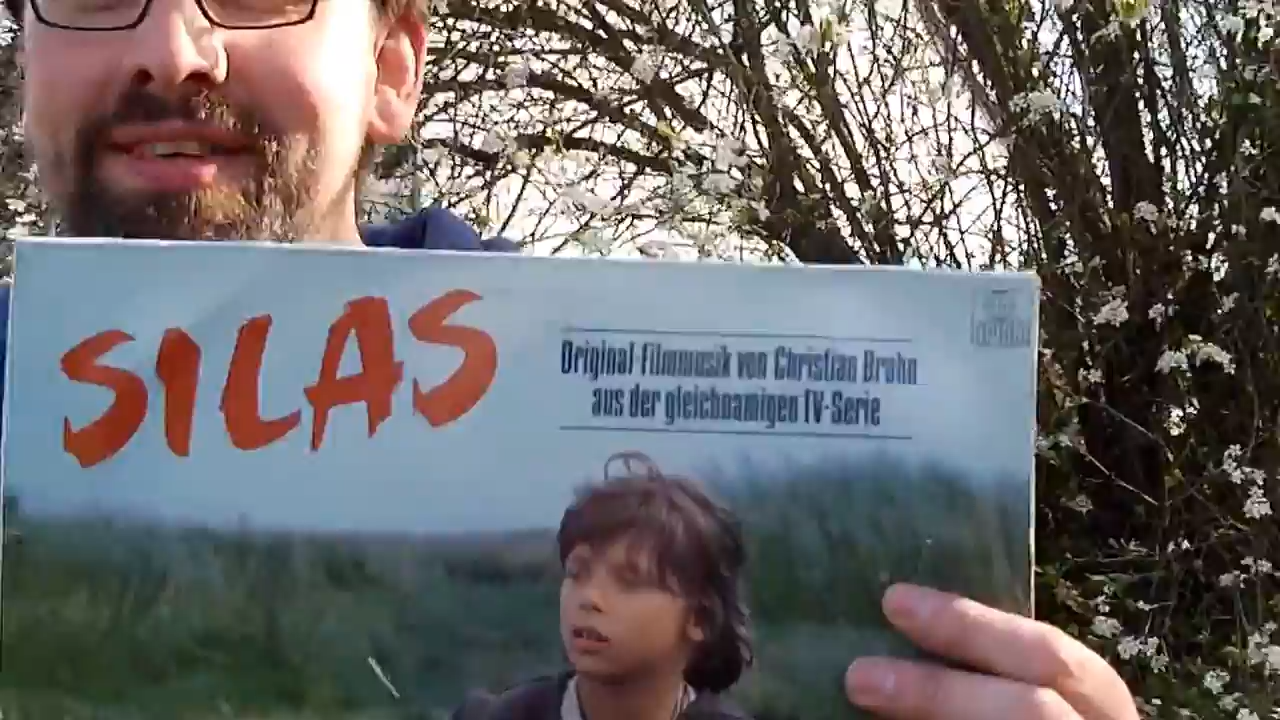 SILAS
Original-Filmmusik von Christian Bruhn
aus der gleichnamigen TV-Serie